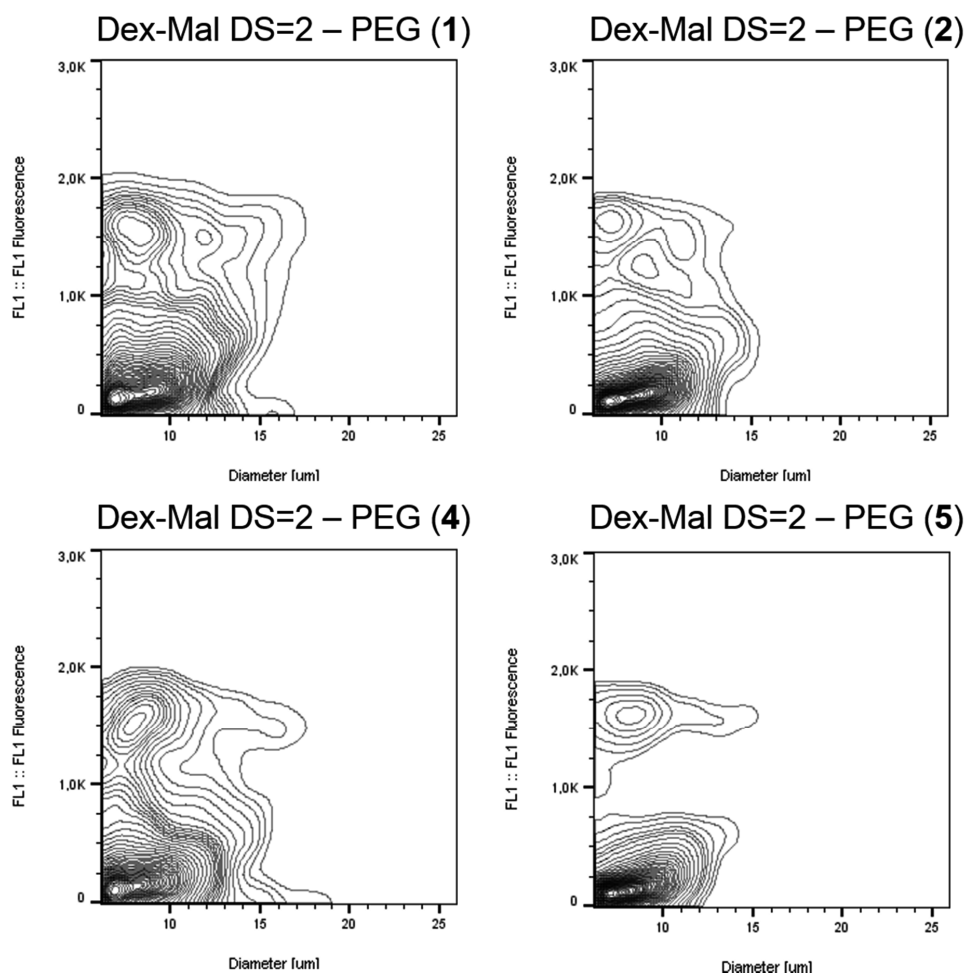 Dex-Mal DS=2 – PEG (1)
3,0K
2,0K
1,0K
0
FL1 :: FL1 Fluorescence
10 15 20 25
Diameter [um]
Dex-Mal DS=2 – PEG (2)
3,0K
2,0K
1,0K
0
FL1 :: FL1 Fluorescence
10 15 20 25
Diameter [um]
Dex-Mal DS=2 – PEG (4)
3,0K
2,0K
1,0K
0
FL1 :: FL1 Fluorescence
10 15 20 25
Diameter [um]
Dex-Mal DS=2 – PEG (5)
3,0K
2,0K
1,0K
0
FL1 :: FL1 Fluorescence
10 15 20 25
Diameter [um]